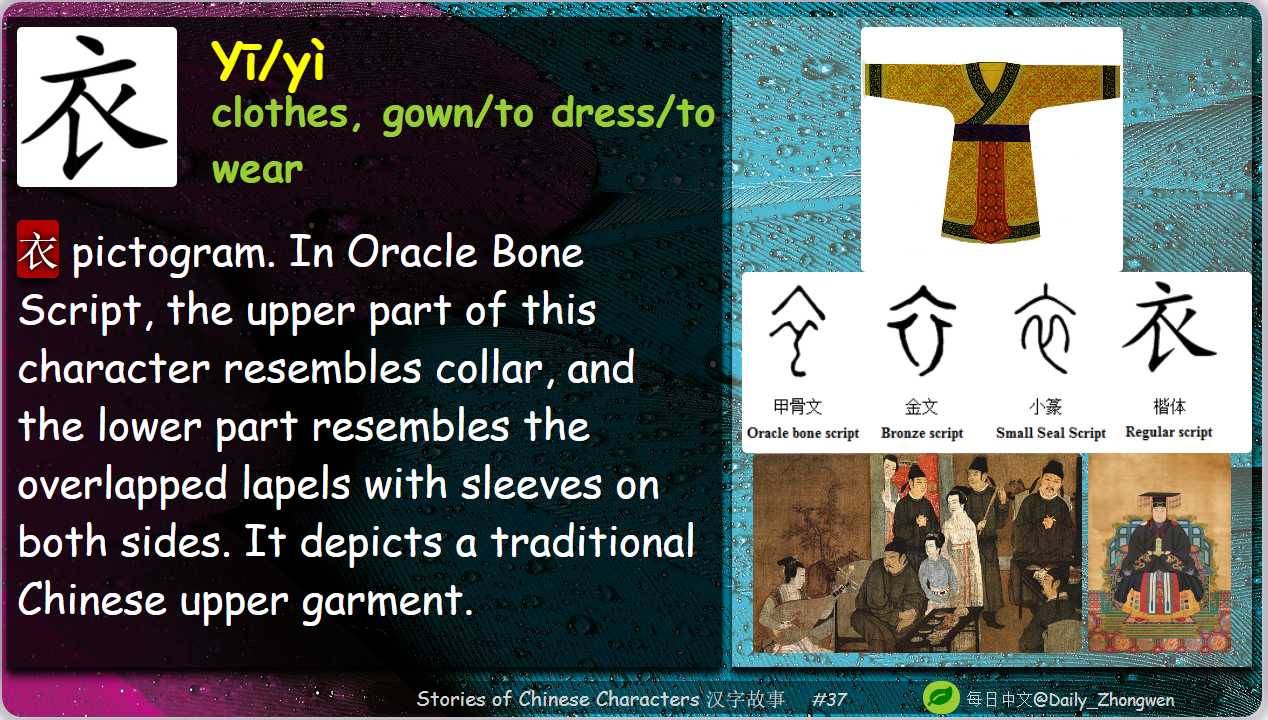 衣
Yī/yì
clothes, gown/to dress/to
wear
衣 pictogram. In Oracle Bone
Script, the upper part of this
character resembles collar, and
the lower part resembles the
overlapped lapels with sleeves on
both sides. It depicts a traditional
Chinese upper garment.
衣
甲骨文 金文 小篆 楷体
Oracle bone script Bronze script Small Seal Script Regular script
Stories of Chinese Characters 汉字故事 #37
每日中文@Daily_Zhongwen